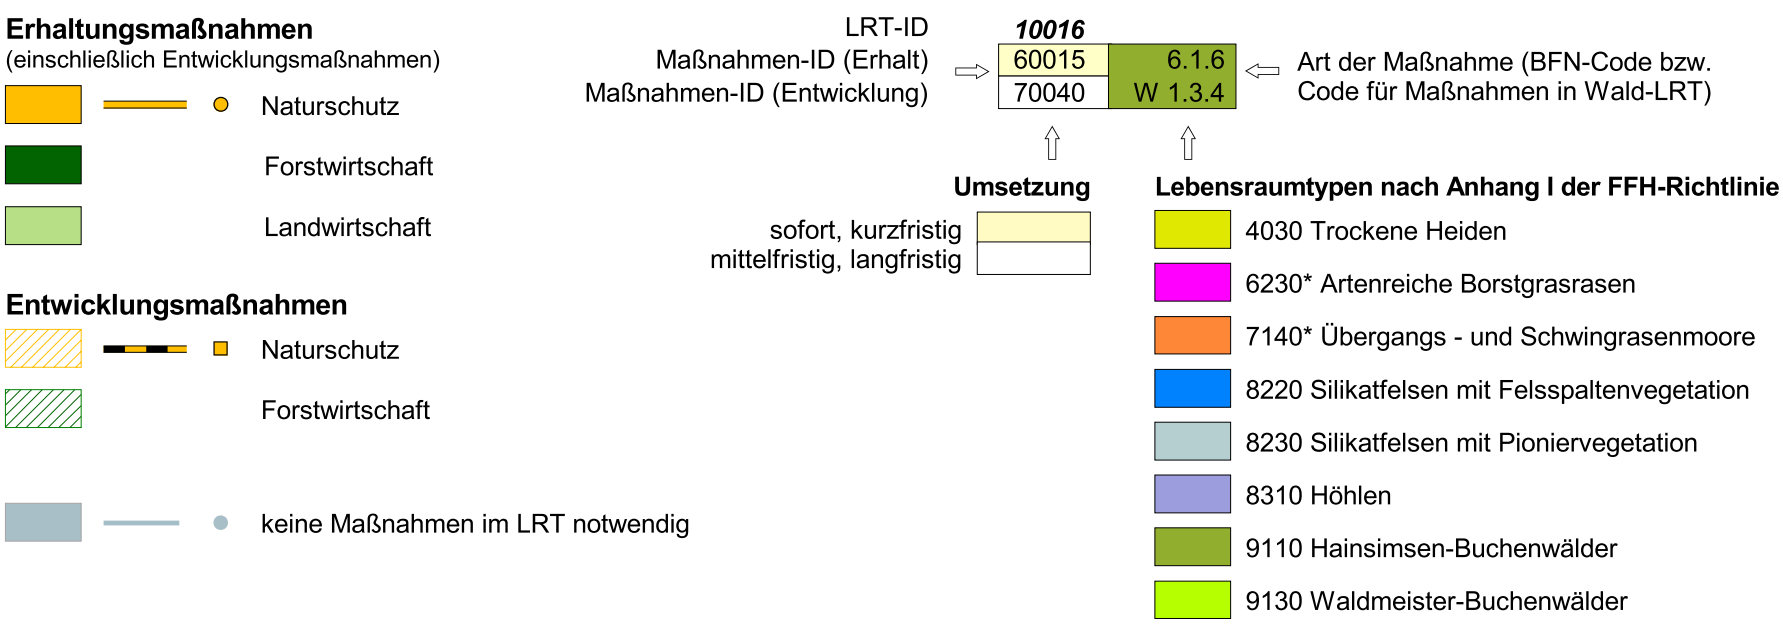 Erhaltungsmaßnahmen
(einschließlich Entwicklungsmaßnahmen)
Naturschutz
Forstwirtschaft
Landwirtschaft
Entwicklungsmaßnahmen
Naturschutz
Forstwirtschaft
keine Maßnahmen im LRT notwendig
LRT-ID 10016
Maßnahmen-ID (Erhalt) 60015 6.1.6
Maßnahmen-ID (Entwicklung) 70040 W 1.3.4
Art der Maßnahme (BFN-Code bzw.
Code für Maßnahmen in Wald-LRT)
Umsetzung
sofort, kurzfristig
mittelfristig, langfristig
Lebensraumtypen nach Anhang I der FFH-Richtlinie
4030 Trockene Heiden
6230* Artenreiche Borstgrasrasen
7140* Übergangs - und Schwingrasenmoore
8220 Silikatfelsen mit Felsspaltenvegetation
8230 Silikatfelsen mit Pioniervegetation
8310 Höhlen
9110 Hainsimsen-Buchenwälder
9130 Waldmeister-Buchenwälder